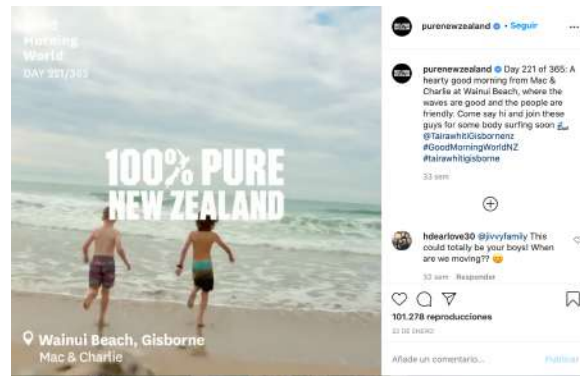 Good
Morning
World
DAY 221/365
100% PURE
NEW ZEALAND
Wainui Beach, Gisborne
Mac & Charlie
purenewzealand • Seguir
purenewzealand Day 221 of 365: A
hearty good morning from Mac &
Charlie at Wainui Beach, where the
waves are good and the people are
friendly. Come say hi and join these
guys for some body surfing soon
@TairawhitiGisbornenz
#GoodMorningWorldNZ
#tairawhitigisborne
33 sem
hdearlove30 @jivvyfamily This
could totally be your boys! When
are we moving??
32 sem Responder
101.278 reproducciones
22 DE ENERO
Añade un comentario... Publicar